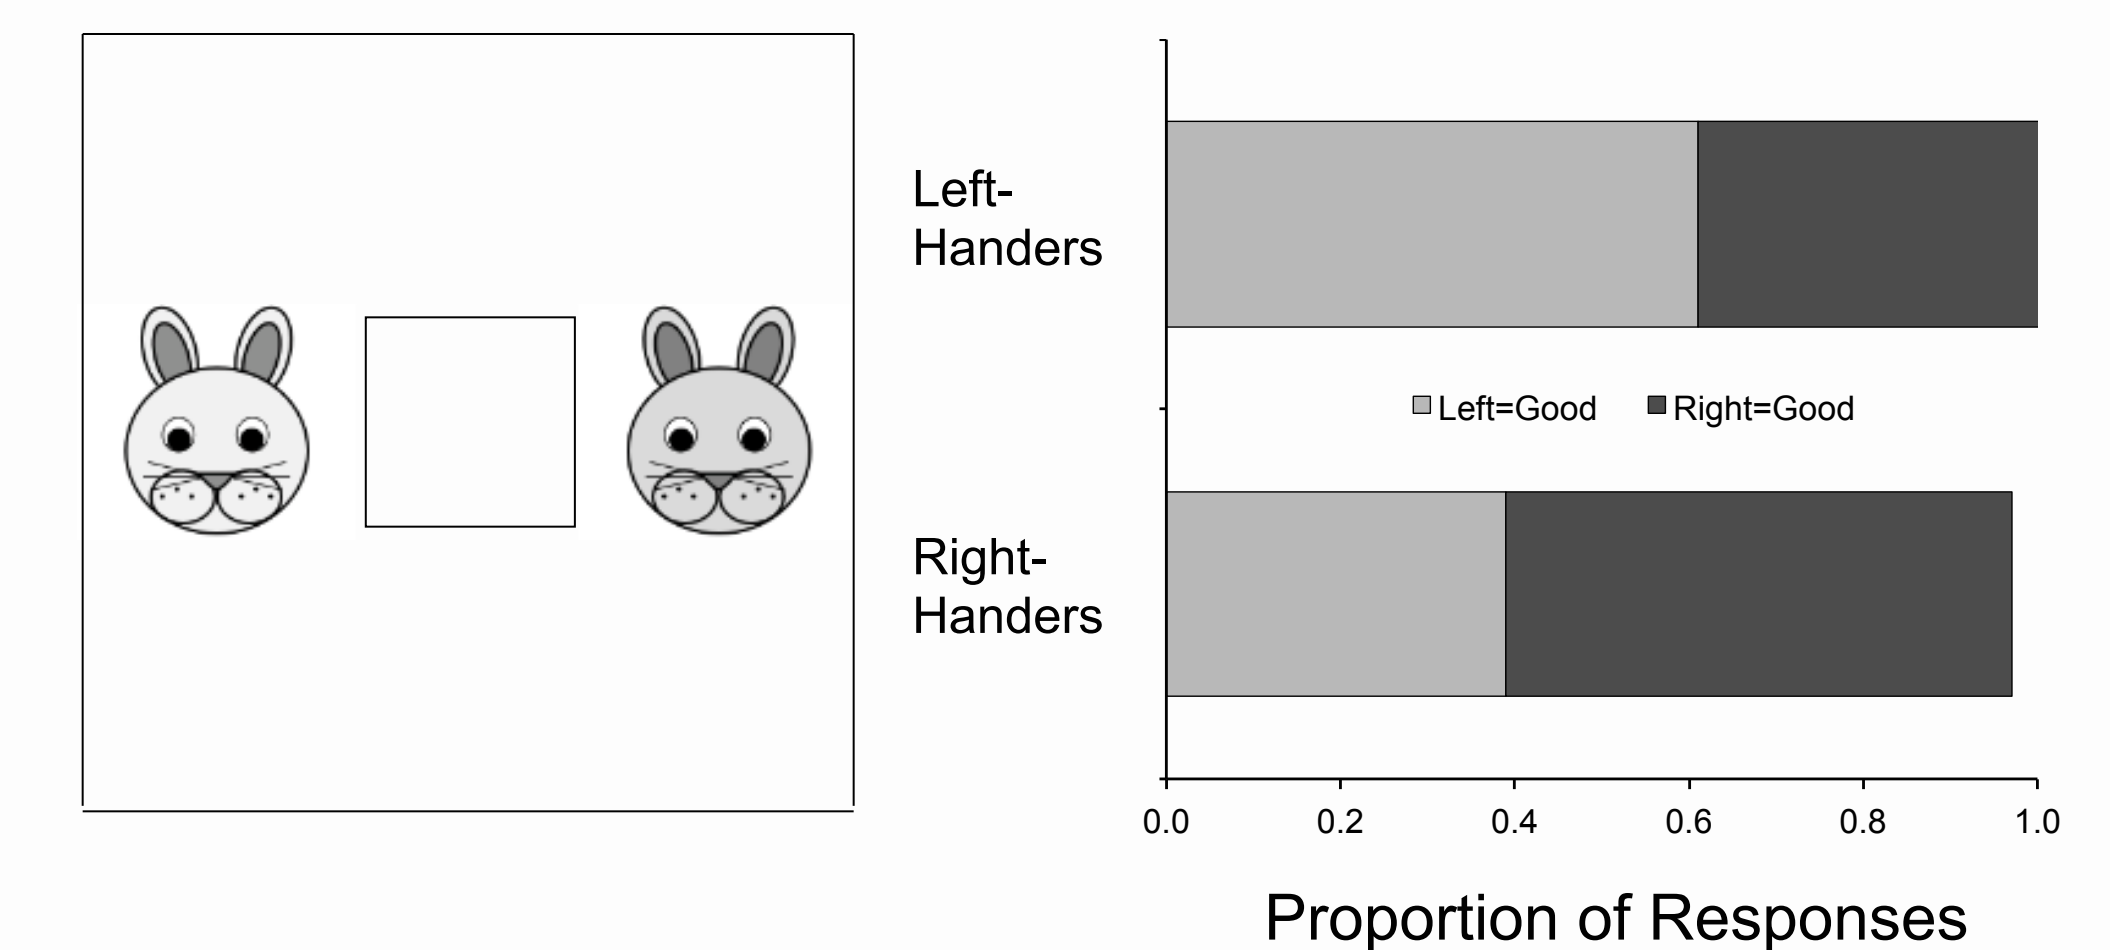 Left-
Handers
Left=Good Right=Good
Right-
Handers
0.0 0.2 0.4 0.6 0.8 1.0
Proportion of Responses